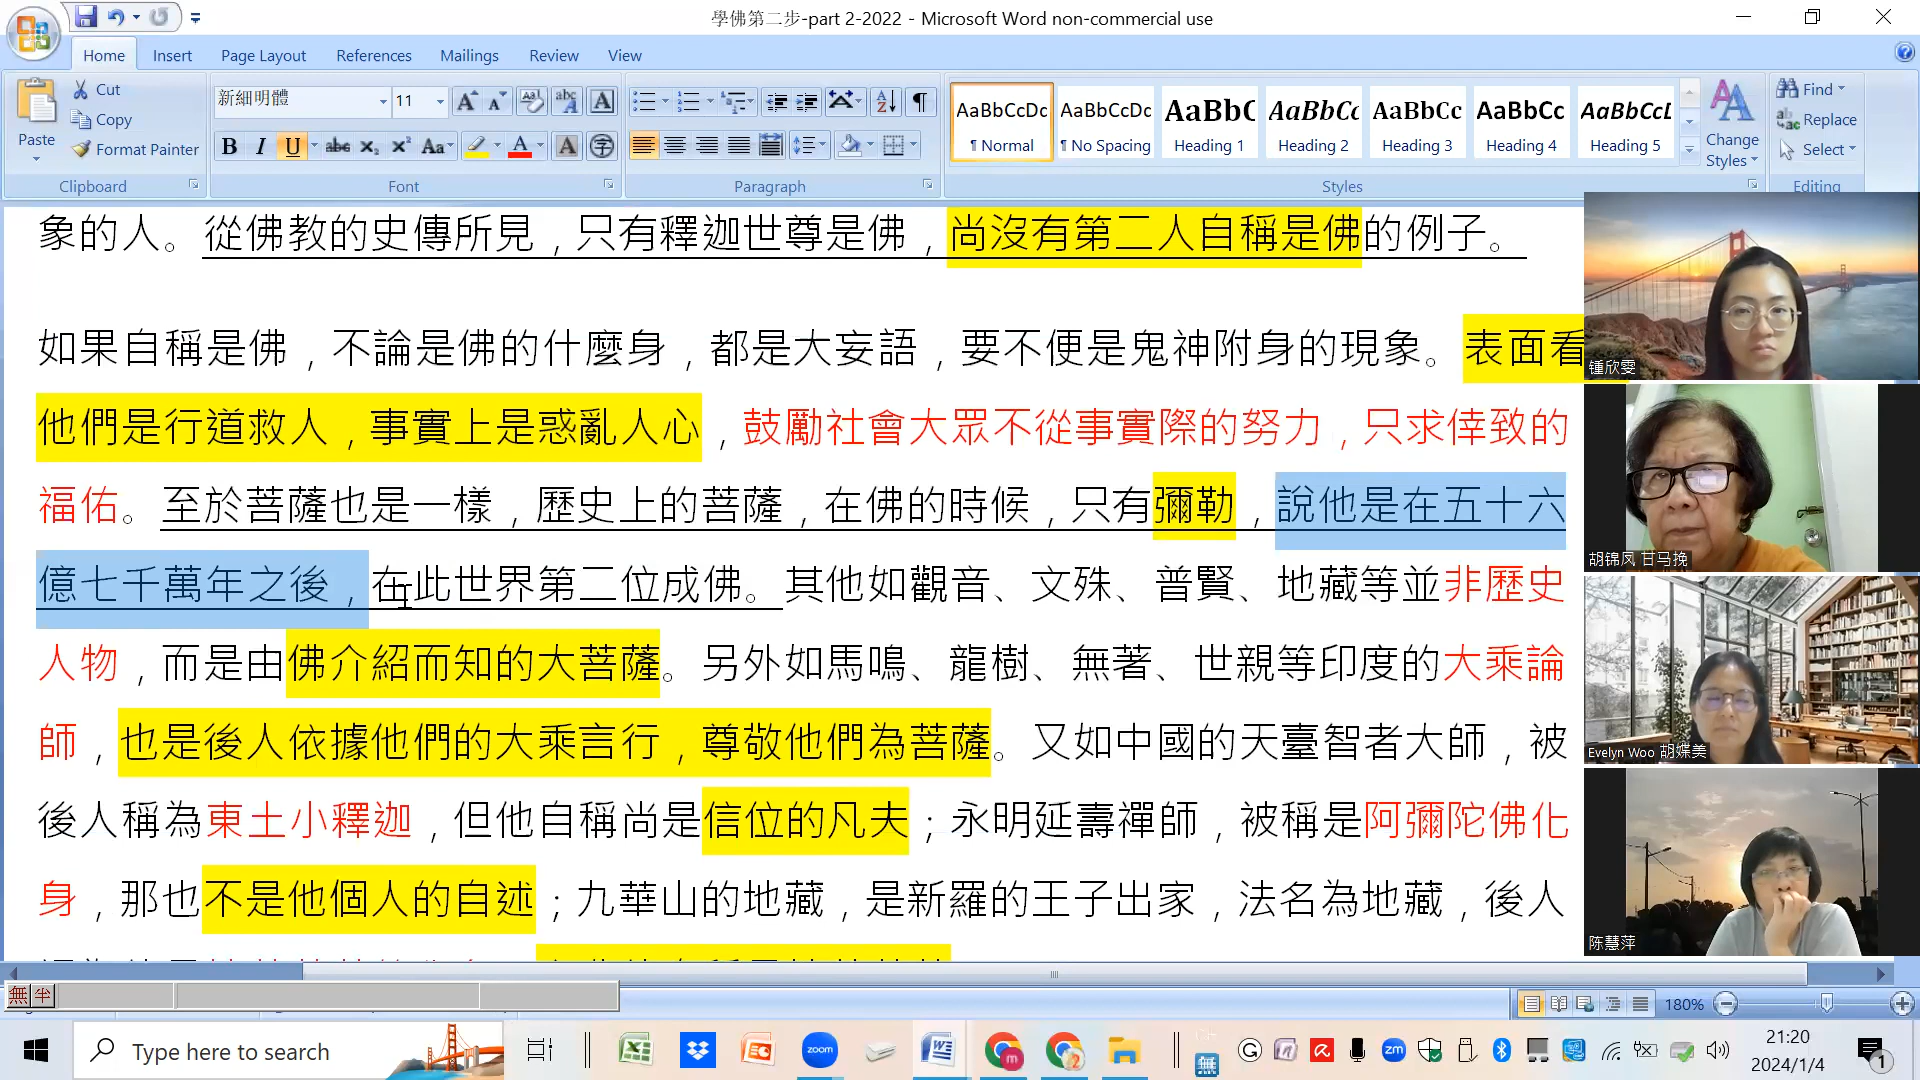 學佛第二步-part 2-2022 - Microsoft Word non-commercial use
Home Insert Page Layout References Mailings Review View
Paste Cut Copy Format Painter Clipboard
新細明體 11
Font
Paragraph
AaBbCcDc AaBbCcDc AaBbC AaBbCc AaBbCc AaBbCc AaBbCcD
¶ Normal ¶ No Spacing Heading 1 Heading 2 Heading 3 Heading 4 Heading 5
Styles
Change Styles
Find
Replace
Select
Editing
象的人。從佛教的史傳所見，只有釋迦世尊是佛，尚沒有第二人自稱是佛的例子。
如果自稱是佛，不論是佛的什麼身，都是大妄語，要不便是鬼神附身的現象。表面看
他們是行道救人，事實上是惑亂人心，鼓勵社會大眾不從事實際的努力，只求倖致的
福佑。至於菩薩也是一樣，歷史上的菩薩，在佛的時候，只有彌勒，說他是在五十六
億七千萬年之後，在此世界第二位成佛。其他如觀音、文殊、普賢、地藏等並非歷史
人物，而是由佛介紹而知的大菩薩。另外如馬鳴、龍樹、無著、世親等印度的大乘論
師，也是後人依據他們的大乘言行，尊敬他們為菩薩。又如中國的天臺智者大師，被
後人稱為東土小釋迦，但他自稱尚是信位的凡夫；永明延壽禪師，被稱是阿彌陀佛化
身，那也不是他個人的自述；九華山的地藏，是新羅的王子出家，法名為地藏，後人
锺欣雯
胡锦凤 甘马挽
Evelyn Woo 胡媟美
陈慧萍
無 半
180%
Type here to search
zoom
zm
21:20
2024/1/4
1